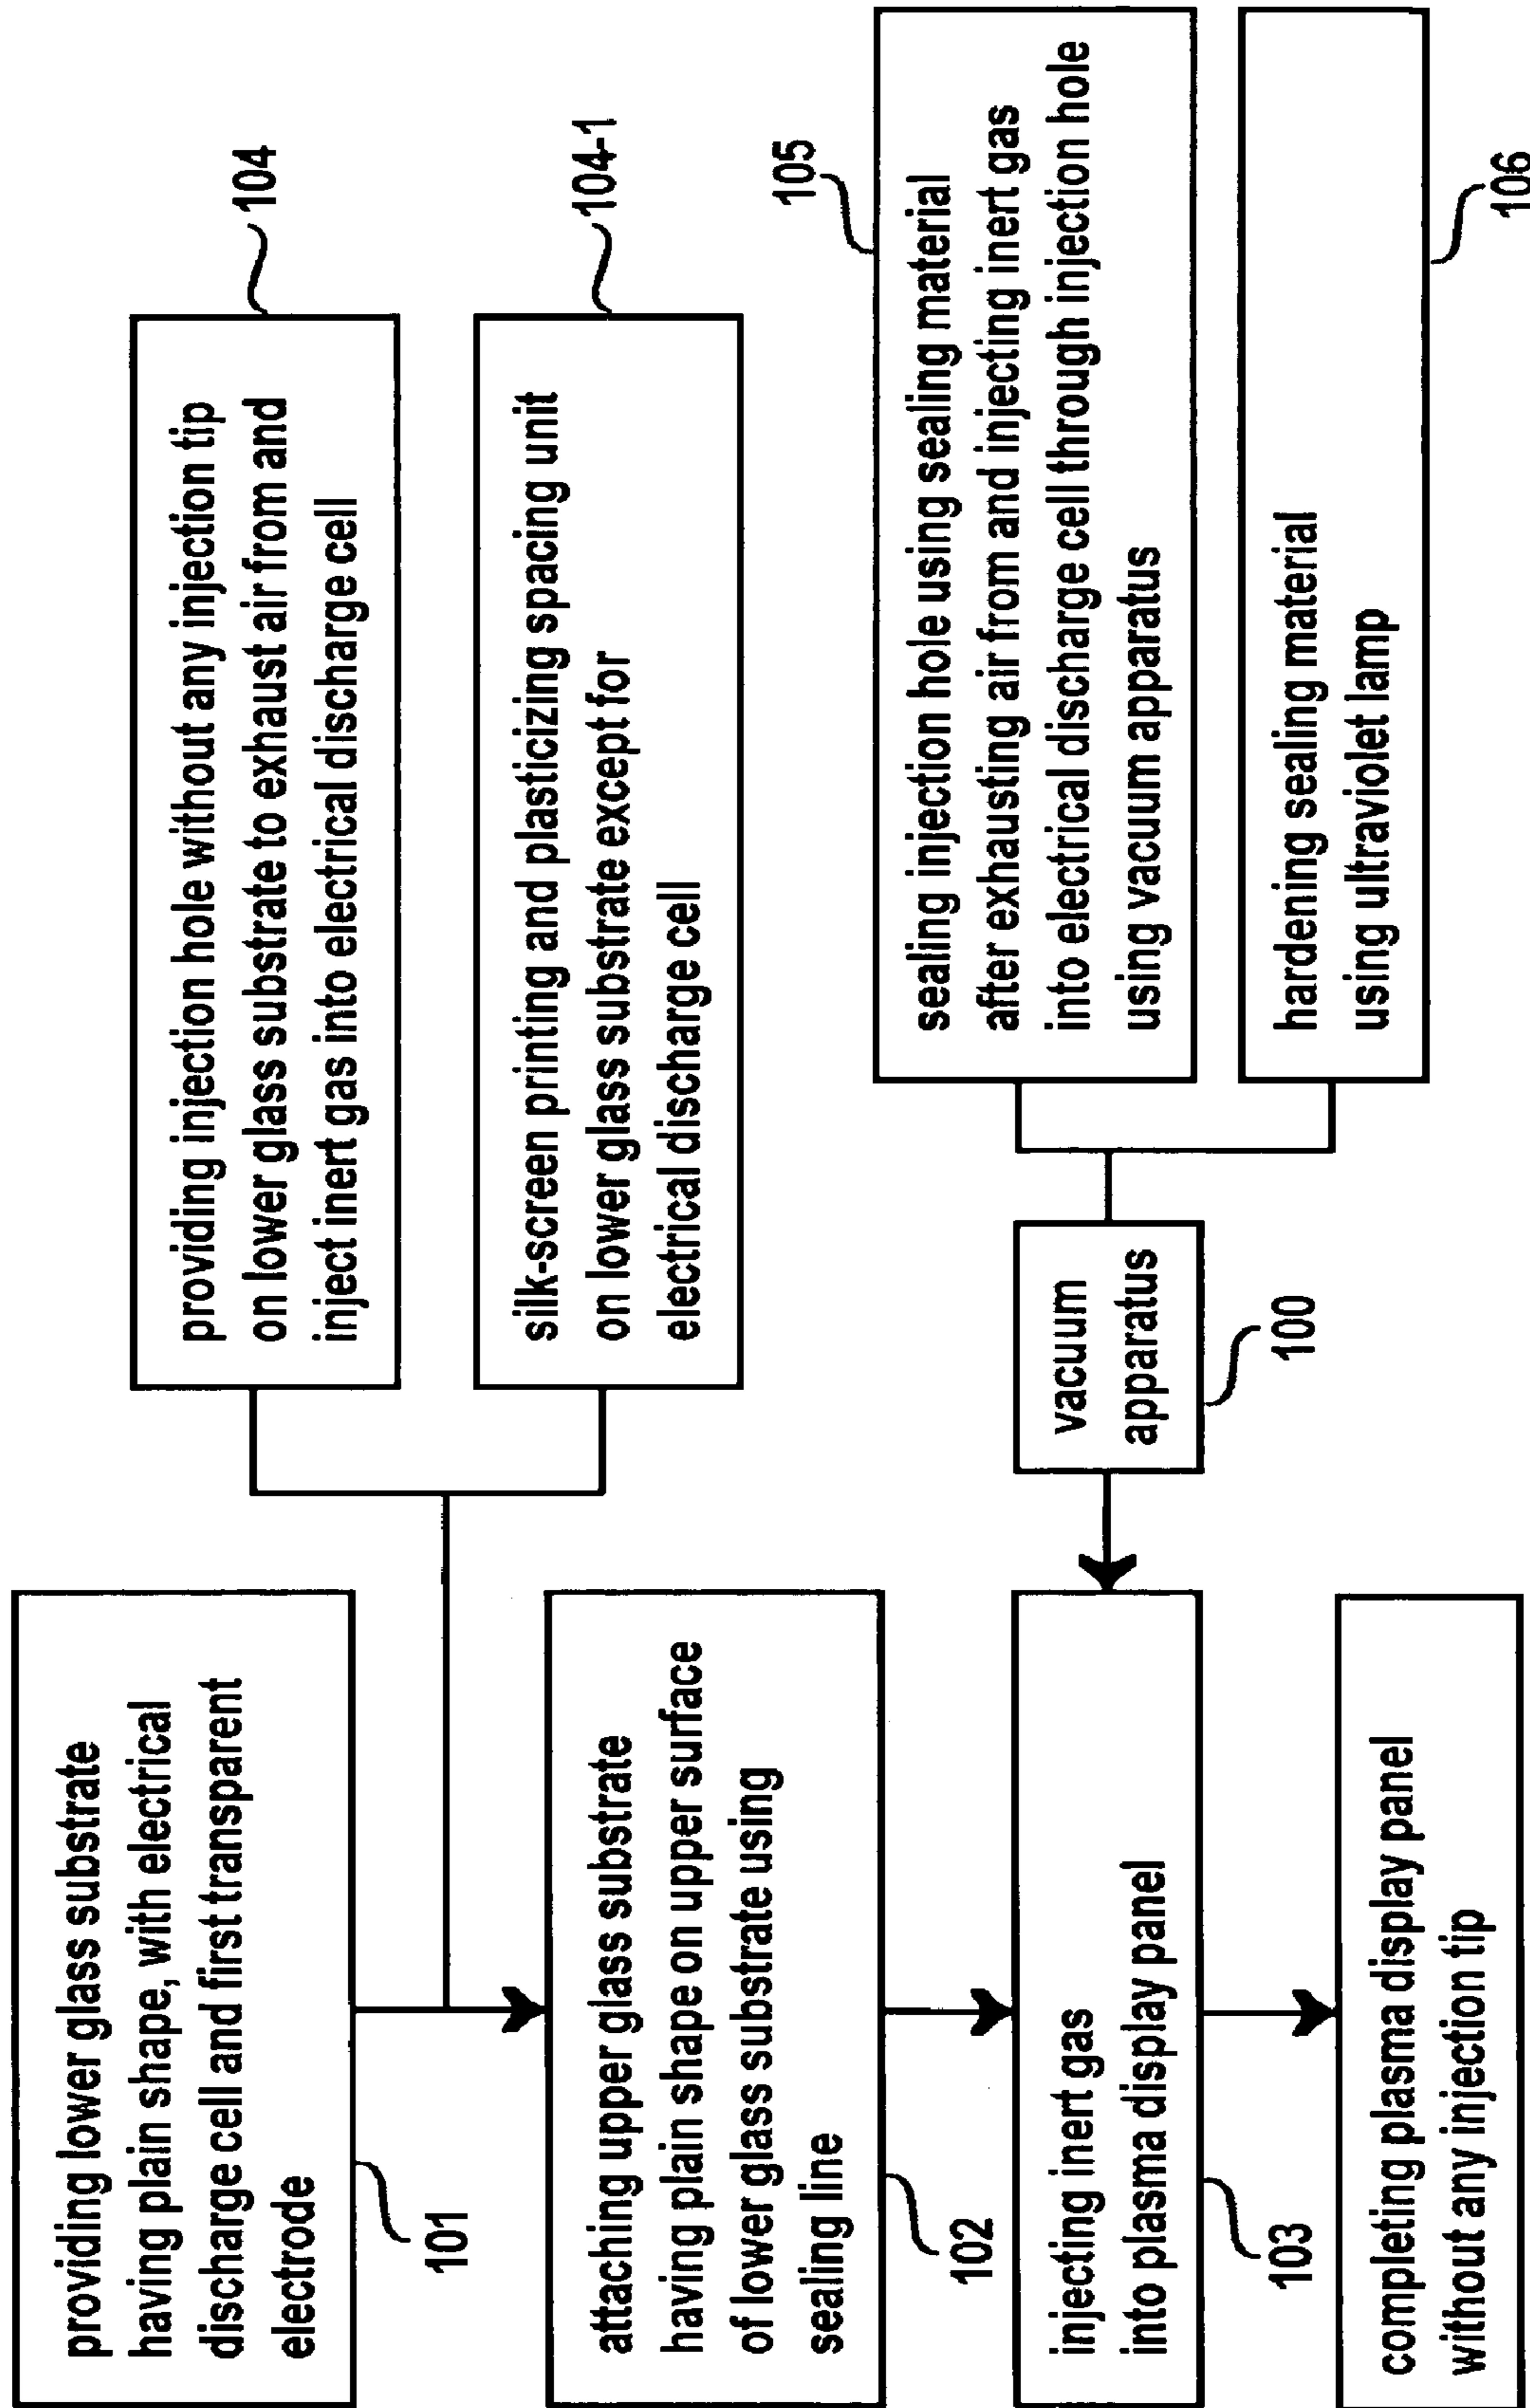 providing lower glass substrate
having plain shape, with electrical
discharge cell and first transparent
electrode
101
providing injection hole without any injection tip
on lower glass substrate to exhaust air from and
inject inert gas into electrical discharge cell
104
silk-screen printing and plasticizing spacing unit
on lower glass substrate except for
electrical discharge cell
104-1
attaching upper glass substrate
having plain shape on upper surface
of lower glass substrate using
sealing line
102
sealing injection hole using sealing material
after exhausting air from and injecting inert gas
into electrical discharge cell through injection hole
using vacuum apparatus
105
injecting inert gas
into plasma display panel
103
vacuum
apparatus
100
hardening sealing material
using ultraviolet lamp
106
completing plasma display panel
without any injection tip